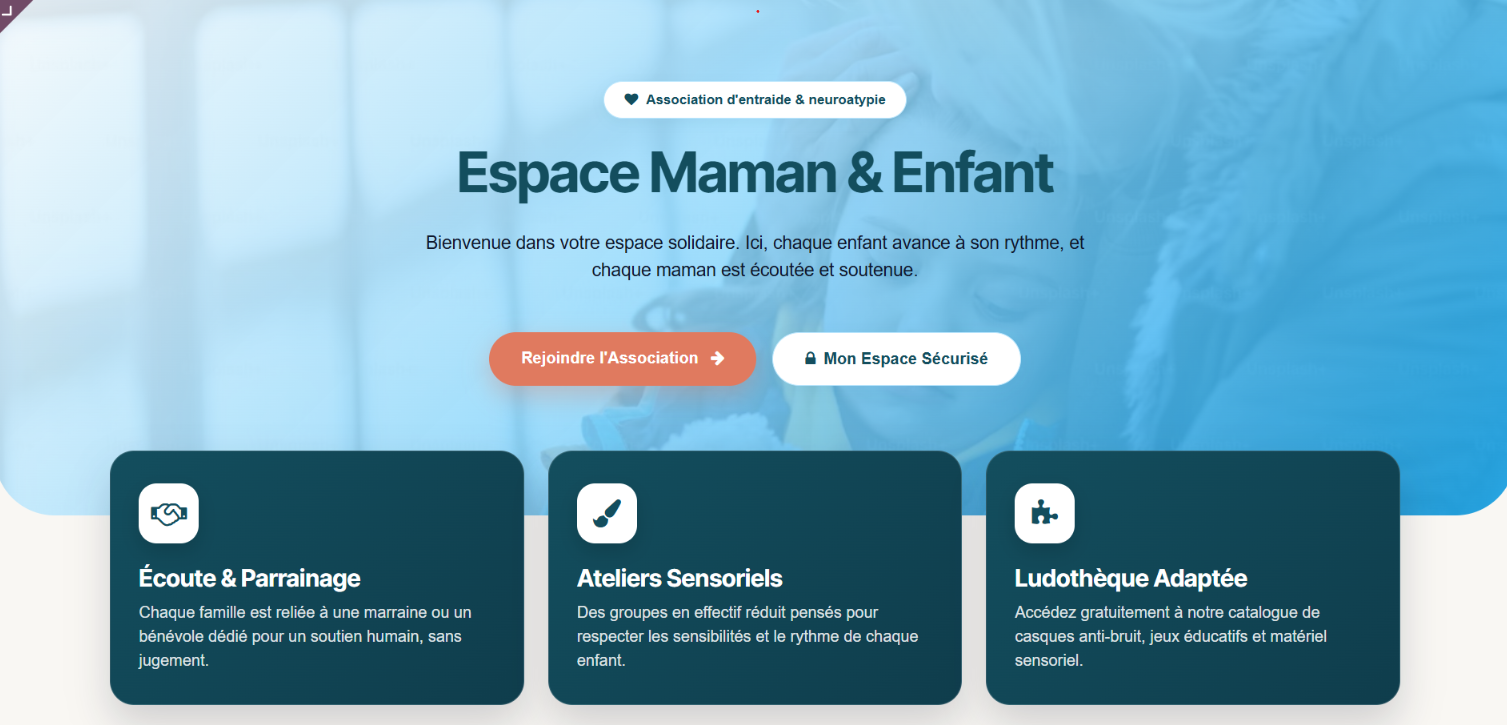 Association d'entraide & neuroatypie
Espace Maman & Enfant
Bienvenue dans votre espace solidaire. Ici, chaque enfant avance à son rythme, et
chaque maman est écoutée et soutenue.
Rejoindre l'Association
Mon Espace Sécurisé
Écoute & Parrainage
Chaque famille est reliée à une marraine ou un
bénévole dédié pour un soutien humain, sans
jugement.
Ateliers Sensoriels
Des groupes en effectif réduit pensés pour
respecter les sensibilités et le rythme de chaque
enfant.
Ludothèque Adaptée
Accédez gratuitement à notre catalogue de
casques anti-bruit, jeux éducatifs et matériel
sensoriel.